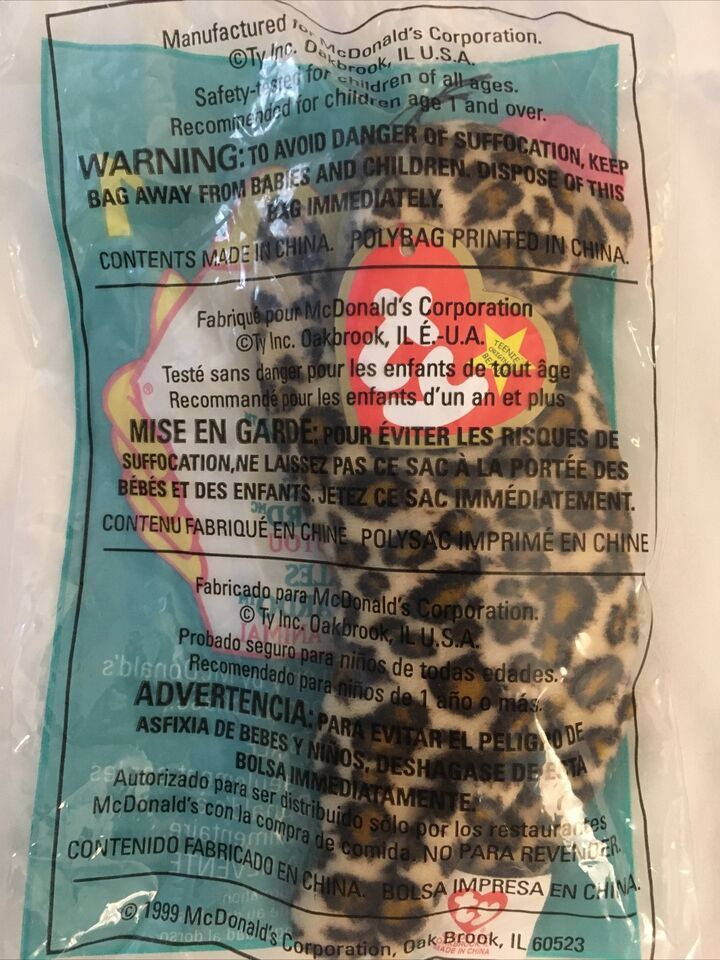 Manufactured for McDonald's Corporation.
©Ty Inc. Oakbrook, IL U.S.A.
Safety-tested for children of all ages.
Recommended for children age 1 and over.
WARNING: TO AVOID DANGER OF SUFFOCATION, KEEP
BAG AWAY FROM BABIES AND CHILDREN. DISPOSE OF THIS
BAG IMMEDIATELY.
CONTENTS MADE IN CHINA. POLYBAG PRINTED IN CHINA.
Fabriqué pour McDonald's Corporation
©Ty Inc. Oakbrook, IL É.-U.A.
Testé sans danger pour les enfants de tout âge
Recommandé pour les enfants d'un an et plus
MISE EN GARDE: POUR ÉVITER LES RISQUES DE
SUFFOCATION,NE LAISSEZ PAS CE SAC À LA PORTÉE DES
BÉBÉS ET DES ENFANTS. JETEZ CE SAC IMMÉDIATEMENT.
CONTENU FABRIQUÉ EN CHINE POLYSAC IMPRIMÉ EN CHINE
Fabricado para McDonald's Corporation.
© Ty Inc. Oakbrook, IL U.S.A.
Probado seguro para niños de todas edades.
Recomendado para niños de 1 año o más.
ADVERTENCIA: PARA EVITAR EL PELIGRO DE
ASFIXIA DE BEBES Y NIÑOS, DESHAGASE DE ESTA
BOLSA IMMEDIATAMENTE.
Autorizado para ser distribuido sólo por los restaurantes
McDonald's con la compra de comida. NO PARA REVENDER.
CONTENIDO FABRICADO EN CHINA. BOLSA IMPRESA EN CHINA.
© 1999 McDonald's Corporation, Oak Brook, IL 60523
ty
TEENIE
ty
MADE IN CHINA